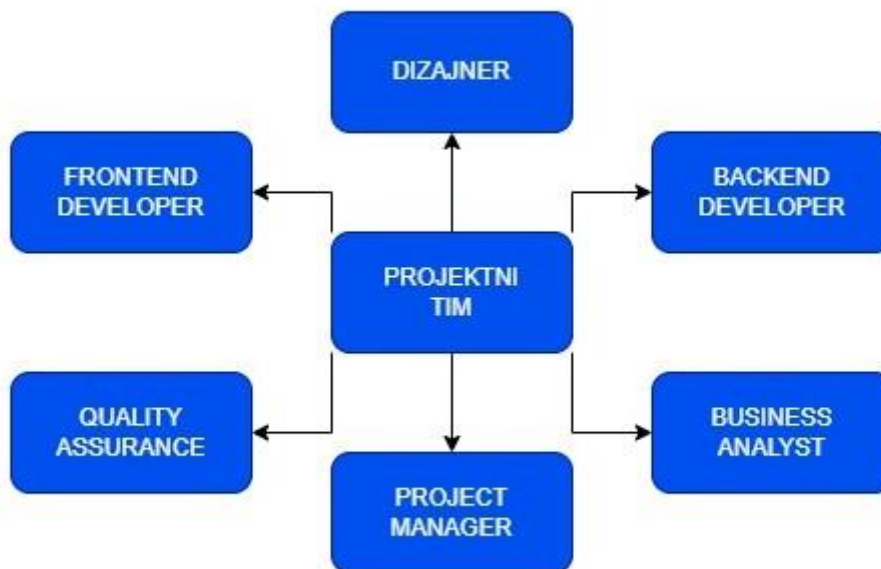 DIZAJNER
FRONTEND
DEVELOPER
BACKEND
DEVELOPER
PROJEKTNI
TIM
QUALITY
ASSURANCE
BUSINESS
ANALYST
PROJECT
MANAGER